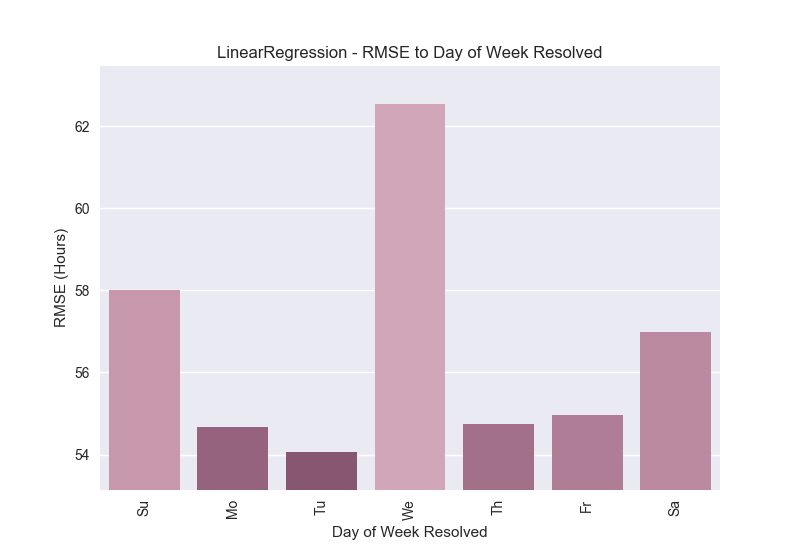 LinearRegression - RMSE to Day of Week Resolved
RMSE (Hours)
62
60
58
56
54
Su Mo Tu We Th Fr Sa
Day of Week Resolved